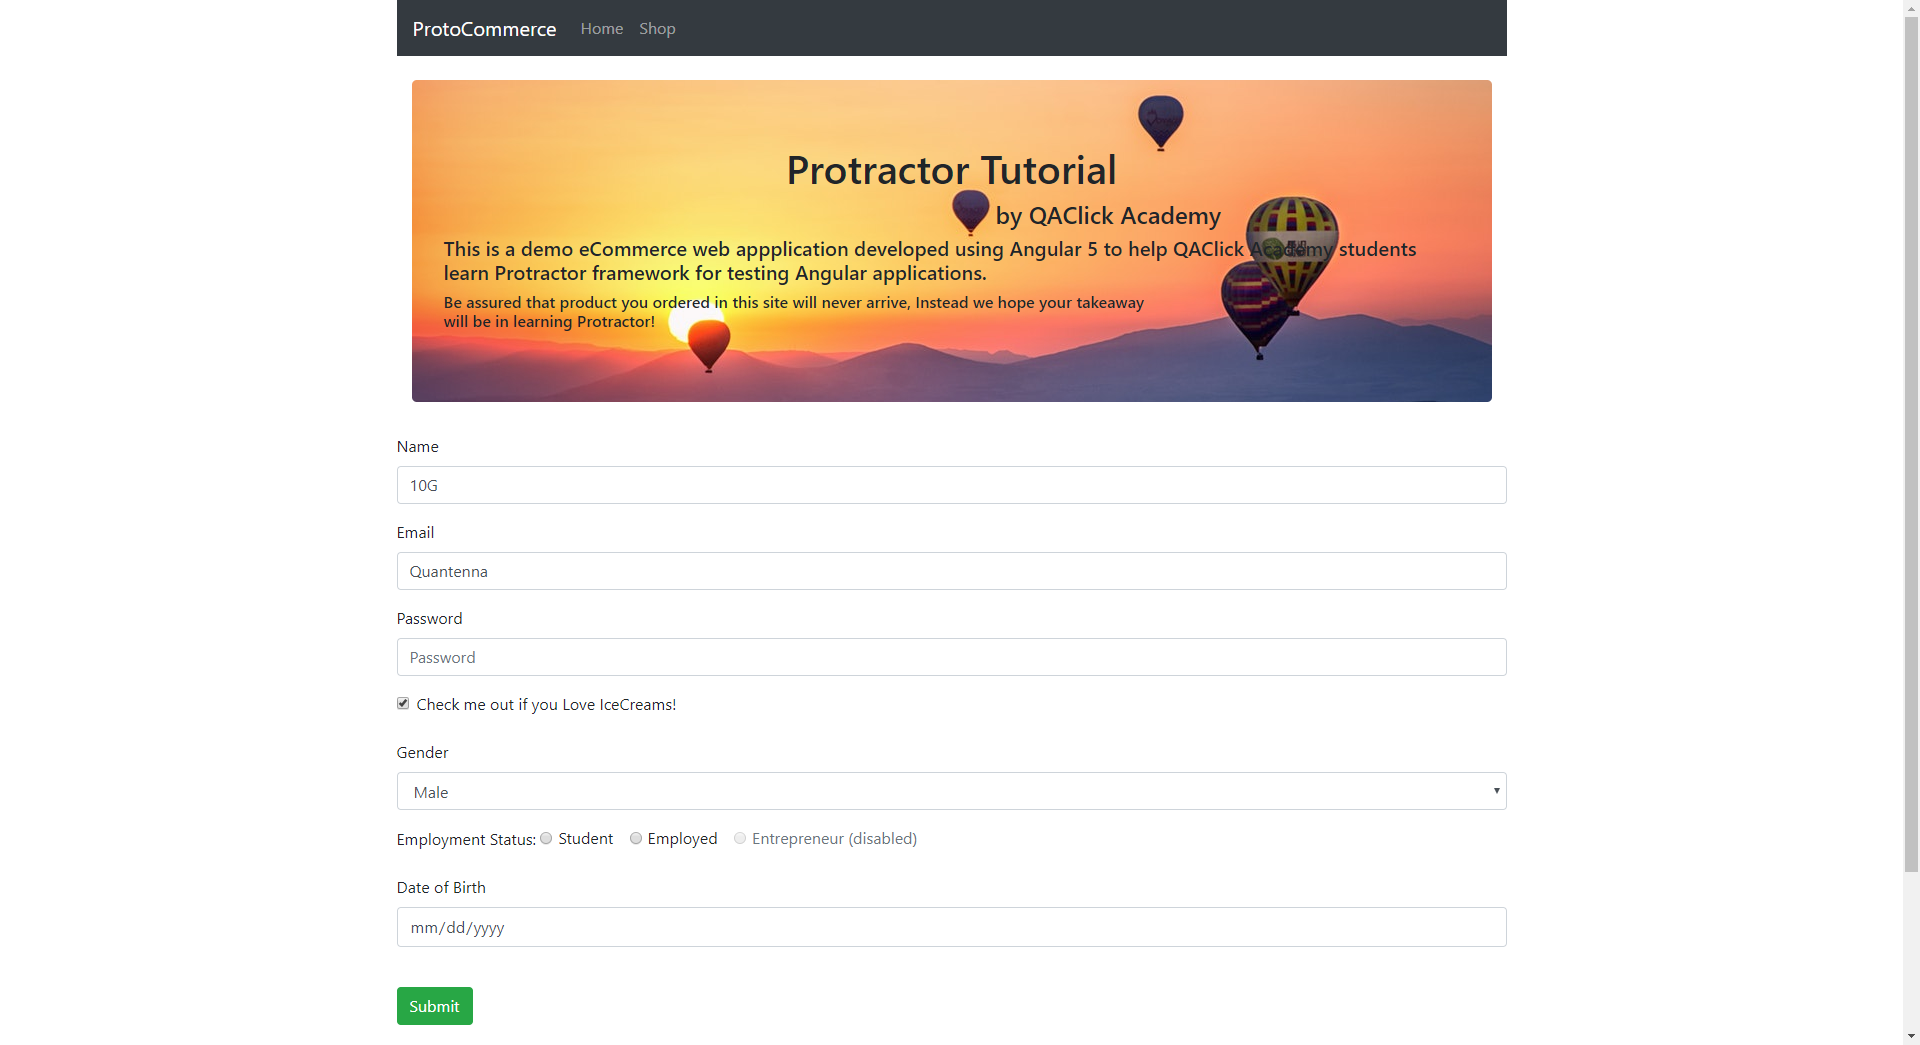 ProtoCommerce Home Shop
Protractor Tutorial
by QAClick Academy
This is a demo eCommerce web appplication developed using Angular 5 to help QAClick Academy students
learn Protractor framework for testing Angular applications.
Be assured that product you ordered in this site will never arrive, Instead we hope your takeaway
will be in learning Protractor!
Name
10G
Email
Quantenna
Password
Password
Check me out if you Love IceCreams!
Gender
Male
Employment Status: Student Employed Entrepreneur (disabled)
Date of Birth
mm/dd/yyyy
Submit